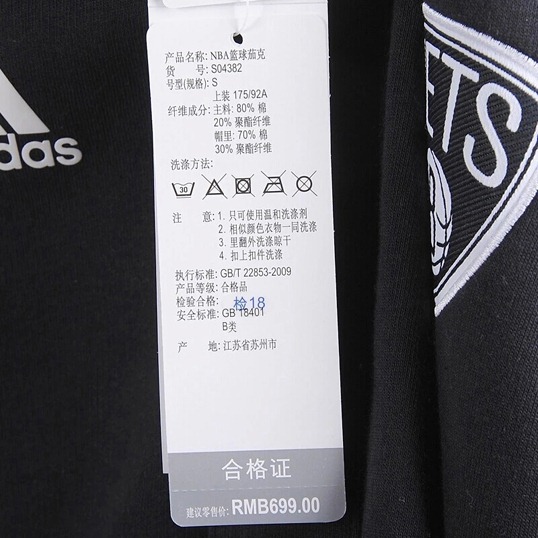 产品名称: NBA篮球茄克
货 号: S04382
号型(规格): S
上装 175/92A
纤维成分: 主料: 80% 棉
20% 聚酯纤维
帽里: 70% 棉
30% 聚酯纤维
洗涤方法:
30
注 意: 1. 只可使用温和洗涤剂
2. 相似颜色衣物一同洗涤
3. 里翻外洗涤晾干
4. 扣上扣件洗涤
执行标准: GB/T 22853-2009
产品等级: 合格品
检验合格: 检18
安全标准: GB 18401
B类
产 地: 江苏省苏州市
合格证
建议零售价: RMB699.00
didas
ETS